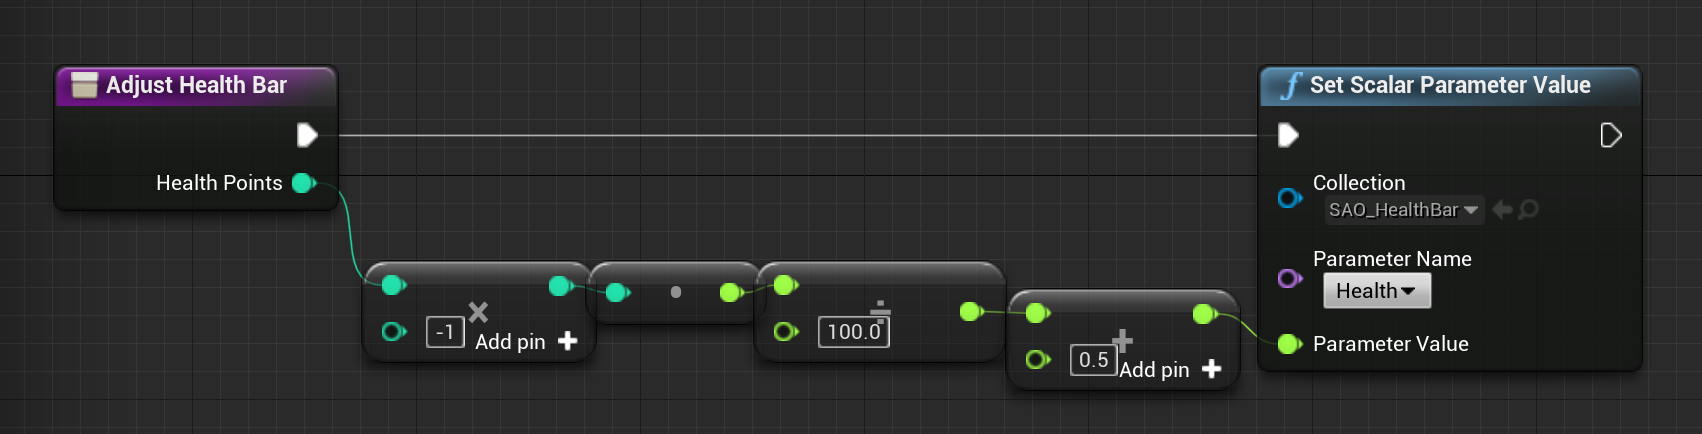 Adjust Health Bar
Health Points
-1
Add pin
100.0
0.5
Add pin
Set Scalar Parameter Value
Collection
SAO_HealthBar
Parameter Name
Health
Parameter Value